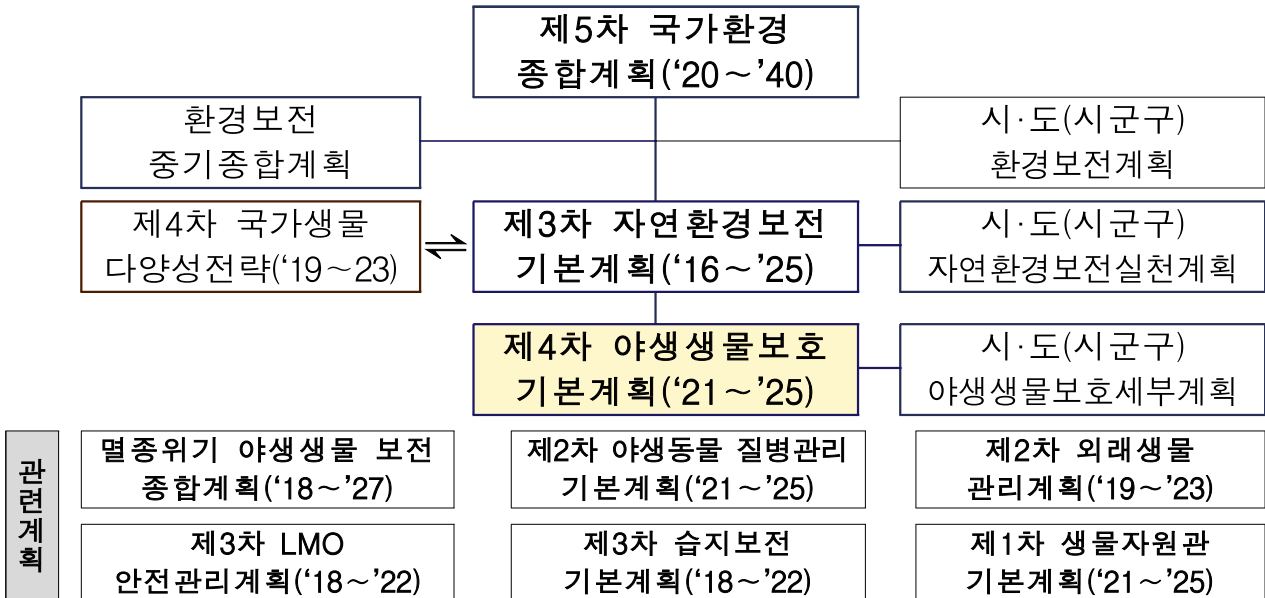 제5차 국가환경
종합계획(‘20～’40)
환경보전
중기종합계획
시·도(시군구)
환경보전계획
제4차 국가생물
다양성전략(‘19～23)
⇌
제3차 자연환경보전
기본계획(‘16～’25)
시·도(시군구)
자연환경보전실천계획
제4차 야생생물보호
기본계획(‘21～’25)
시·도(시군구)
야생생물보호세부계획
관련계획
멸종위기 야생생물 보전
종합계획(‘18～’27)
제2차 야생동물 질병관리
기본계획(‘21～’25)
제2차 외래생물
관리계획(‘19～’23)
제3차 LMO
안전관리계획(‘18～’22)
제3차 습지보전
기본계획(‘18～’22)
제1차 생물자원관
기본계획(‘21～’25)